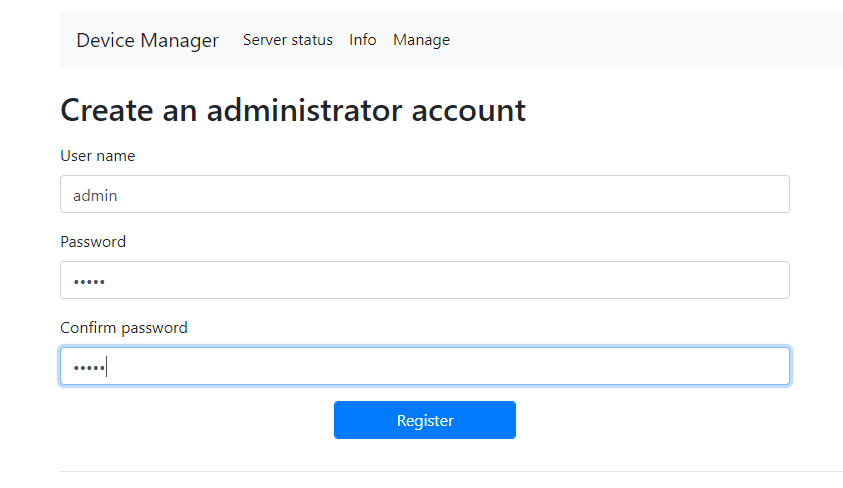 Device Manager Server status Info Manage
Create an administrator account
User name
admin
Password
•••••
Confirm password
•••••
Register